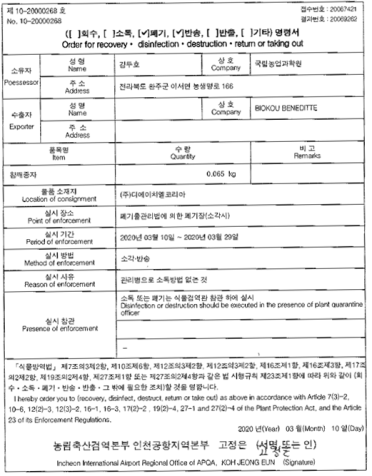 제 10-20000268 호
접수번호 : 20067421
No. 10-20000268
결과번호 : 20069262
([ ]회수, [ ]소독, [✓]폐기, [✓]반송, [ ]반출, [ ]기타) 명령서
Order for recovery · disinfection · destruction · return or taking out
소유자
Poessessor
성 명
Name
강두호
상 호
Company
국립농업과학원
주 소
Address
전라북도 완주군 이서면 농생명로 166
수출자
Exporter
성 명
Name
상 호
Company
BIOKOU BENEDITTE
주 소
Address
품목명
Item
수 량
Quantity
비 고
Remarks
참깨종자
0.065 kg
물품 소재지
Location of consignment
(주)디에이치엘코리아
실시 장소
Point of enforcement
폐기물관리법에 의한 폐기장(소각시)
실시 기간
Period of enforcement
2020년 03월 10일 ~ 2020년 03월 29일
실시 방법
Method of enforcement
소각·반송
실시 사유
Reason of enforcement
관리병으로 소독방법 없는 것
실시 참관
Presence of enforcement
소독 또는 폐기는 식물검역관 참관 하에 실시
Disinfection or destruction should be executed in the presence of plant quarantine
officer
–
「식물방역법」 제7조의3제2항, 제10조제6항, 제12조의3제2항, 제12조의3제2항, 제16조제1항, 제16조제3항, 제17조
의2제2항, 제19조의2제4항, 제27조제1항 또는 제27조의2제4항과 같은 법 시행규칙 제23조제1항에 따라 위와 같이 (회
수 · 소독 · 폐기 · 반송 · 반출 · 그 밖에 필요한 조치)할 것을 명합니다.
I hereby order you to (recovery, disinfect, destruct, return or take out) as above in accordance with Article 7(3)-2,
10-6, 12(2)-3, 12(3)-2, 16-1, 16-3, 17(2)-2 , 19(2)-4, 27-1 and 27(2)-4 of the Plant Protection Act, and the Article
23 of its Enforcement Regulations.
2020 년(Year) 03 월(Month) 10 일(Day)
농림축산검역본부 인천공항지역본부 고정은 (서명 또는 인)
고정은
Incheon International Airport Regional Office of APQA, KOH JEONG EUN (Signature)